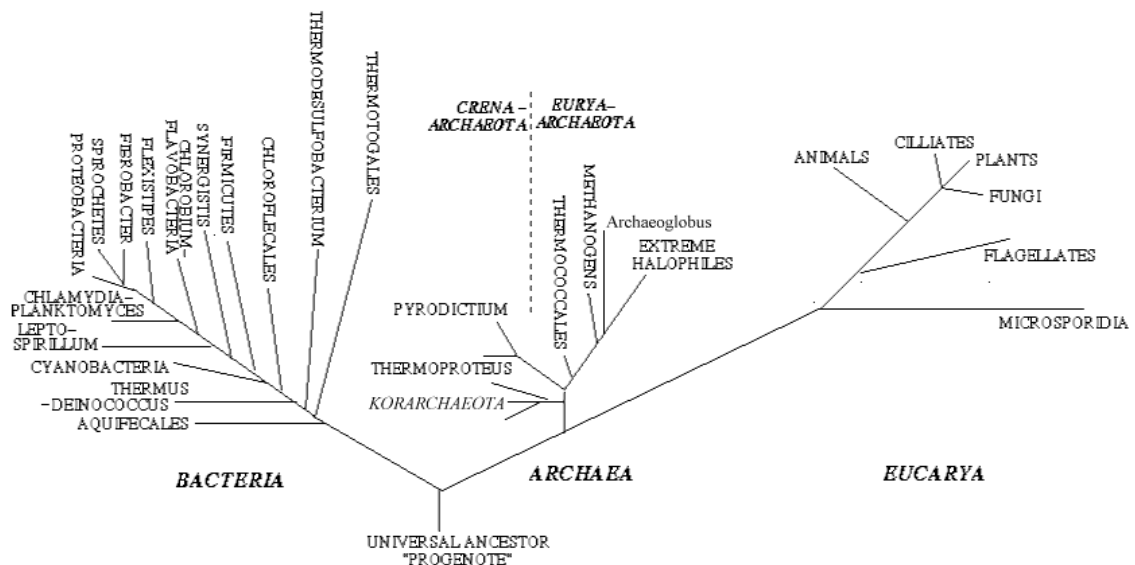 THERMODESULFOBACTERIUM
THERMOTOGALES
PROTEOBACTERIA
SPIROCHETES
FIBROBACTER
FLEXISTIPES
FLAVOBACTERIA
CHLOROBIUM–
SYNERGISTIS
FIRMICUTES
CHLOROFLECALES
CHLAMYDIA–
PLANKTOMYCES
LEPTO–
SPIRILLUM
CYANOBACTERIA
THERMUS
–DEINOCOCCUS
AQUIFECALES
BACTERIA
CRENA–
ARCHAEOTA
EURYA–
ARCHAEOTA
PYRODICTIUM
THERMOPROTEUS
KORARCHAEOTA
THERMOCOCCALES
METHANOGENS
Archaeoglobus
EXTREME
HALOPHILES
ARCHAEA
ANIMALS
CILLIATES
PLANTS
FUNGI
FLAGELLATES
MICROSPORIDIA
EUCARYA
UNIVERSAL ANCESTOR
"PROGENOTE"